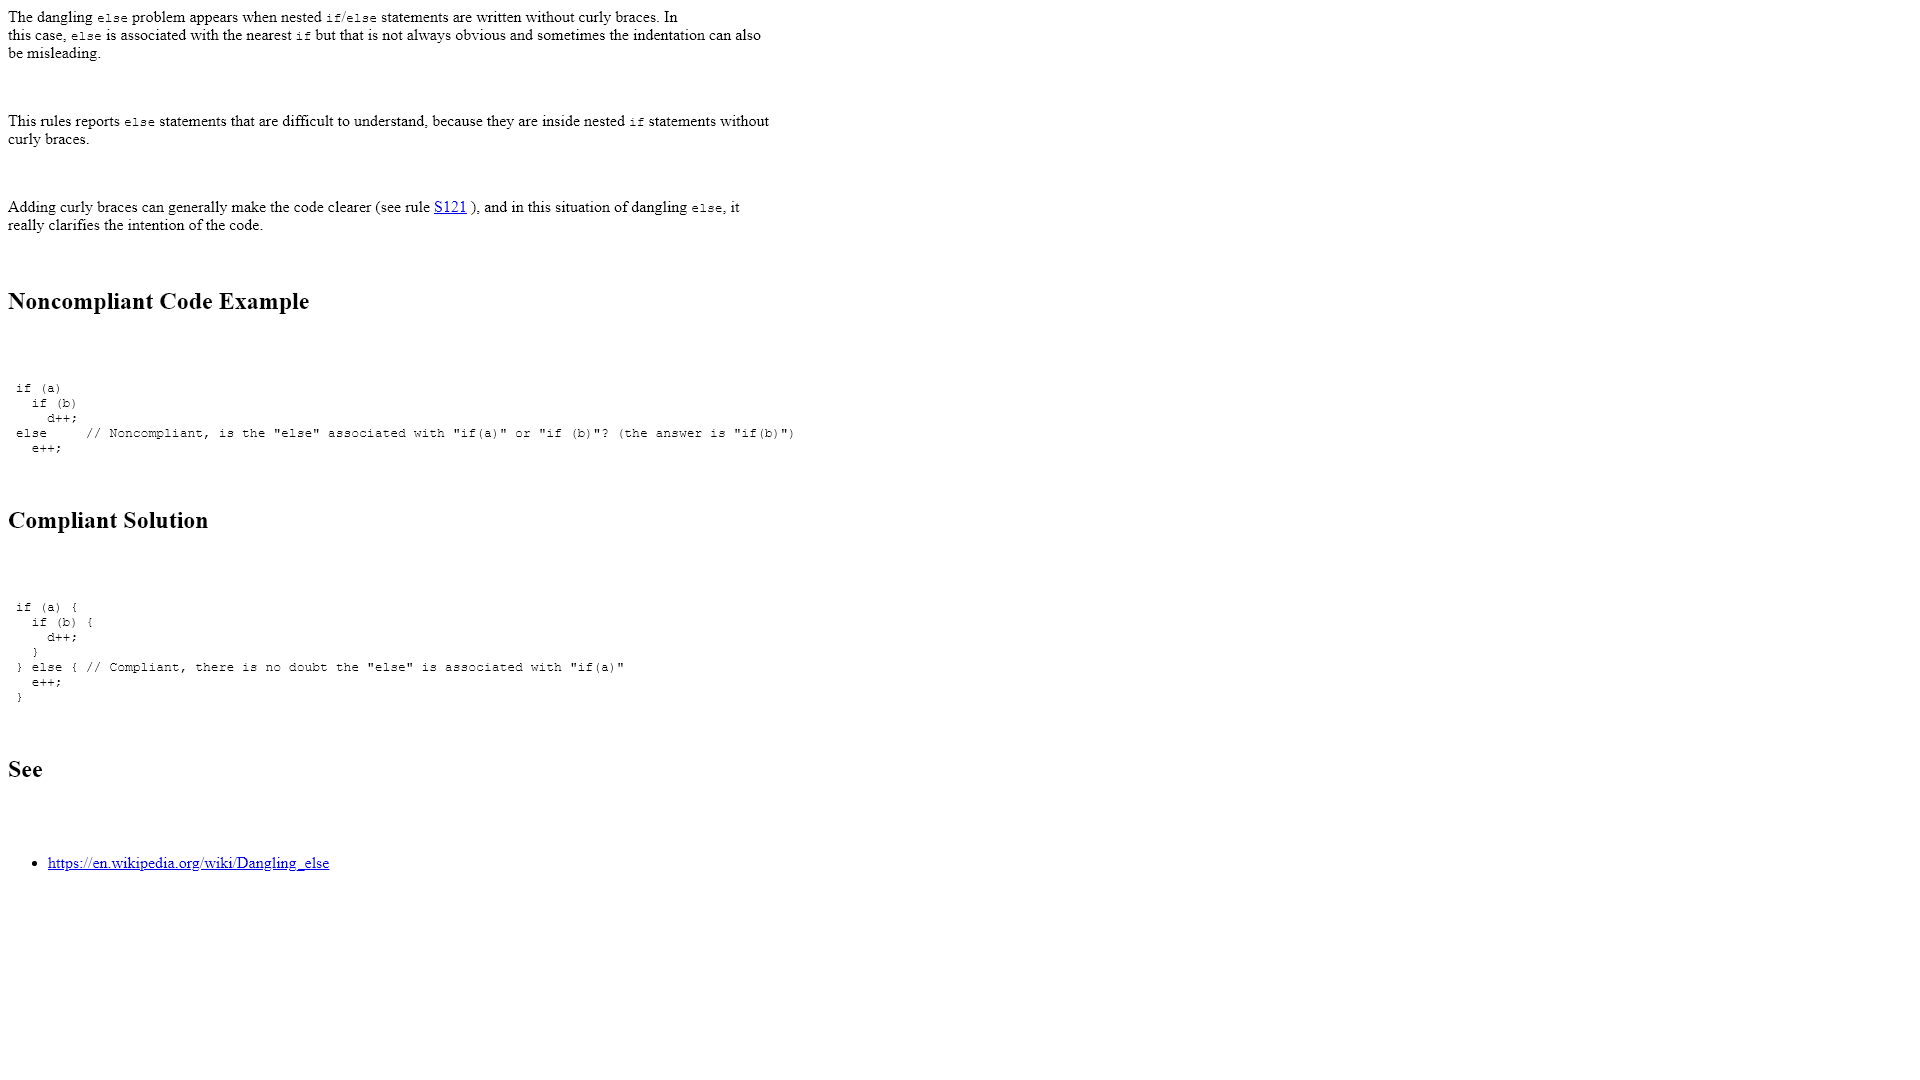 The dangling else problem appears when nested if/else statements are written without curly braces. In
this case, else is associated with the nearest if but that is not always obvious and sometimes the indentation can also
be misleading.
This rules reports else statements that are difficult to understand, because they are inside nested if statements without
curly braces.
Adding curly braces can generally make the code clearer (see rule S121 ), and in this situation of dangling else, it
really clarifies the intention of the code.
Noncompliant Code Example
if (a)
  if (b)
    d++;
else     // Noncompliant, is the "else" associated with "if(a)" or "if (b)"? (the answer is "if(b)")
  e++;
Compliant Solution
if (a) {
  if (b) {
    d++;
  }
} else { // Compliant, there is no doubt the "else" is associated with "if(a)"
  e++;
}
See
• https://en.wikipedia.org/wiki/Dangling_else